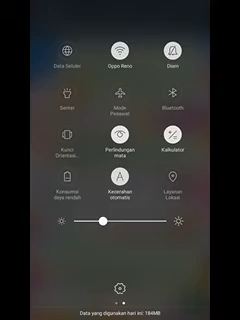 Data Seluler
Oppo Reno
Diam
Senter
Mode
Pesawat
Bluetooth
Kunci
Orientasi...
Perlindungan
mata
Kalkulator
Konsumsi
daya rendah
A
Kecerahan
otomatis
Layanan
Lokasi
Data yang digunakan hari ini: 184MB